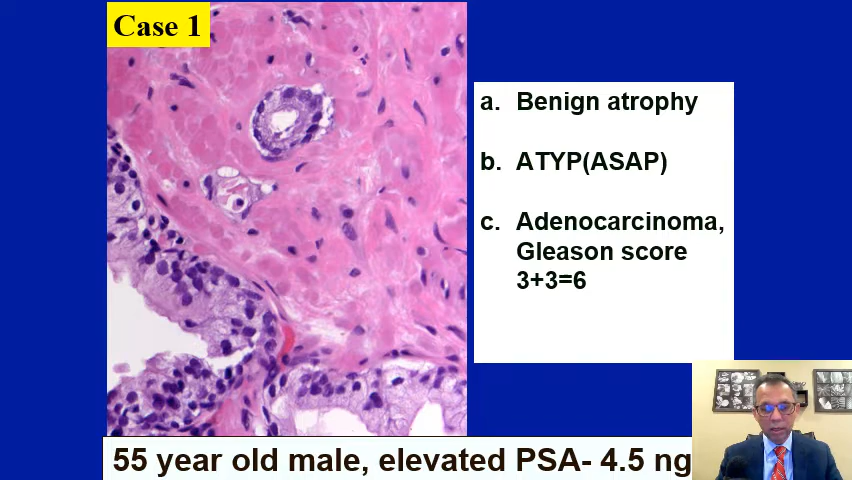 Case 1
a. Benign atrophy
b. ATYP(ASAP)
c. Adenocarcinoma,
Gleason score
3+3=6
55 year old male, elevated PSA- 4.5 ng